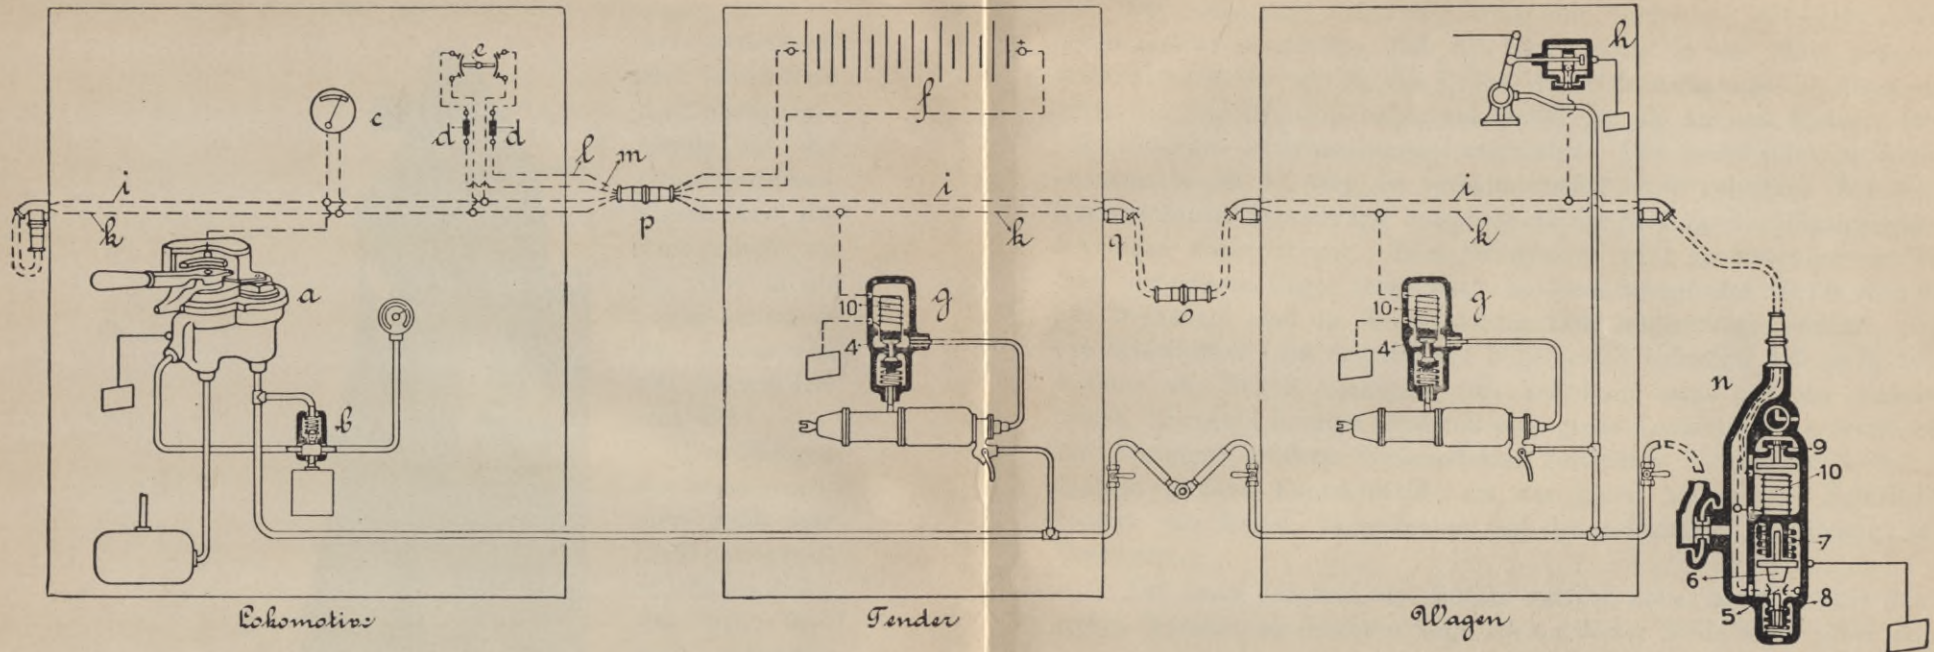 e
h
c
f
d d
l m
i i i
k p k k
q
a g g
10 10
o
4 4
n
b
9
10
7
6
5 8
Lokomotive Tender Wagen
- +